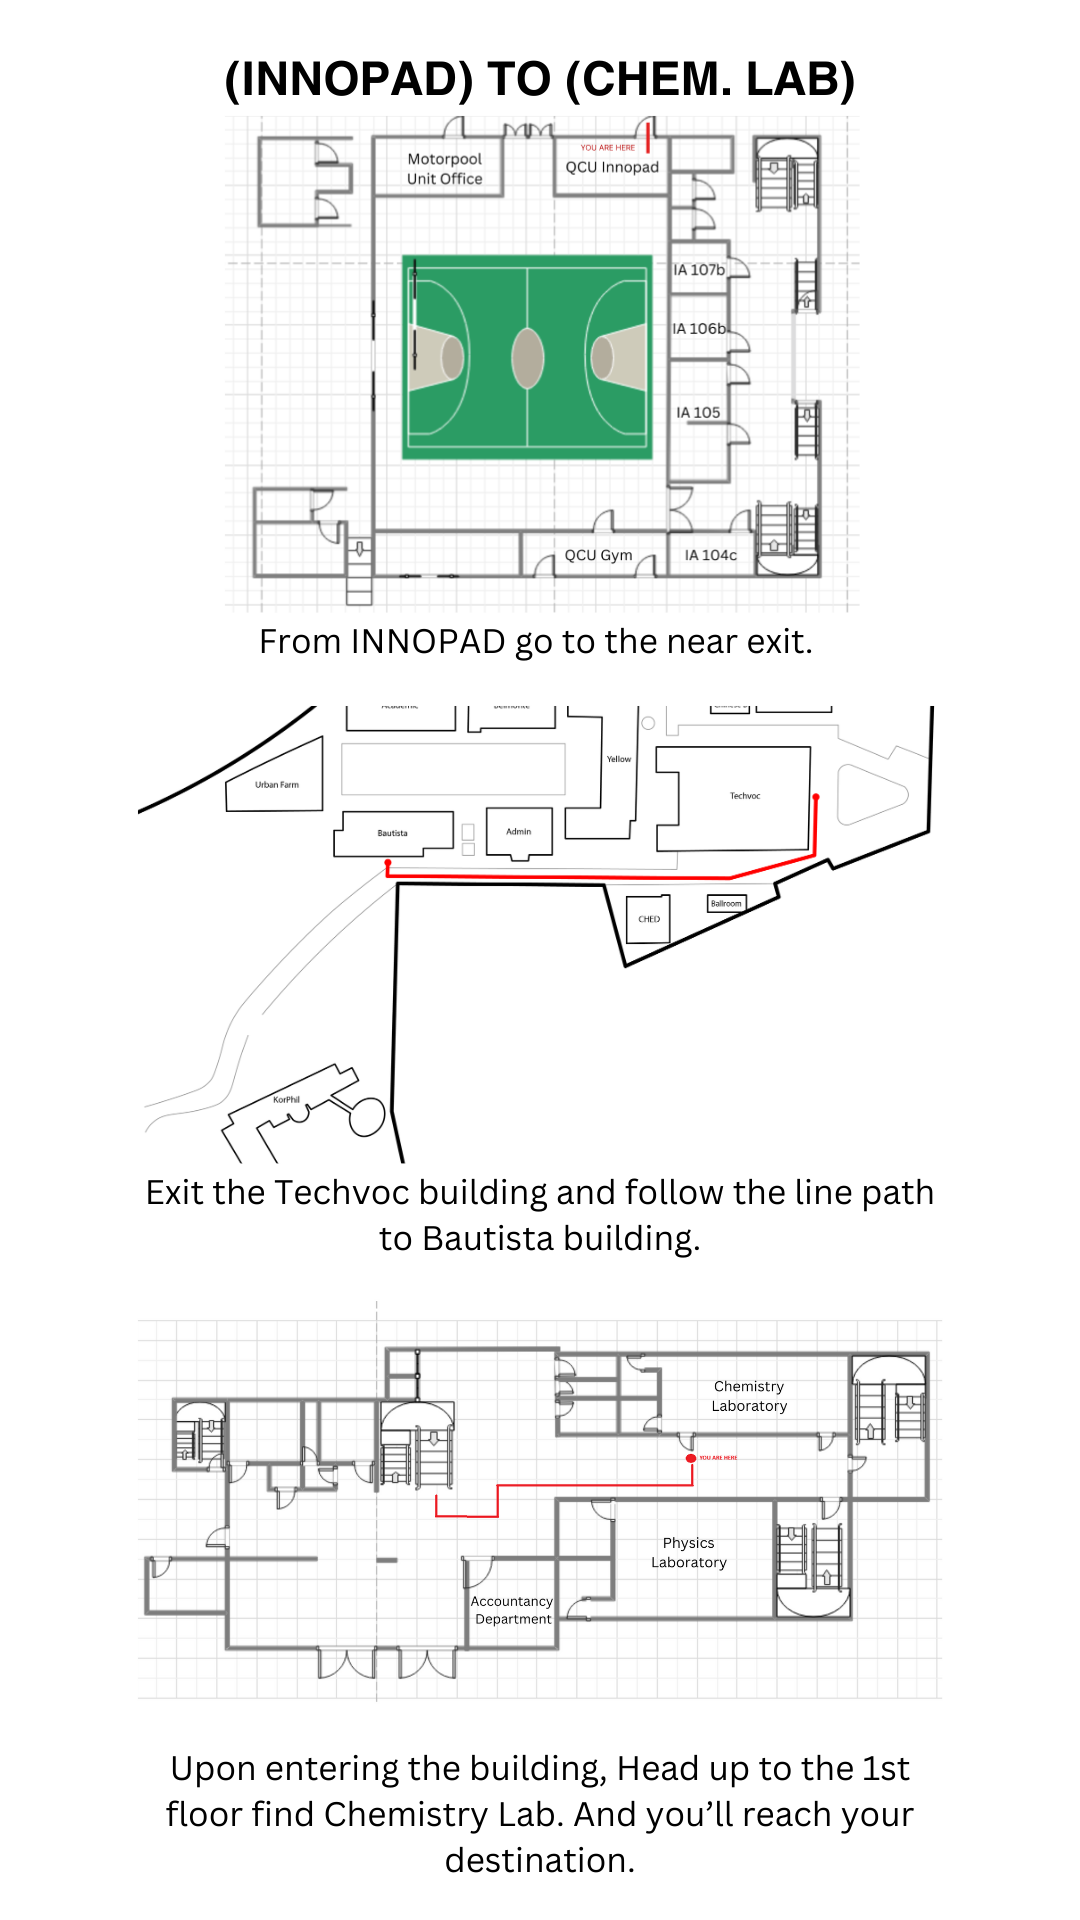 (INNOPAD) TO (CHEM. LAB)
YOU ARE HERE
Motorpool
Unit Office
QCU Innopad
IA 107b
IA 106b
IA 105
QCU Gym
IA 104c
From INNOPAD go to the near exit.
Academic
Belmonte
Urban Farm
Yellow
Techvoc
Bautista
Admin
CHED
Ballroom
KorPhil
Exit the Techvoc building and follow the line path
to Bautista building.
Chemistry
Laboratory
YOU ARE HERE
Physics
Laboratory
Accountancy
Department
Upon entering the building, Head up to the 1st
floor find Chemistry Lab. And you’ll reach your
destination.